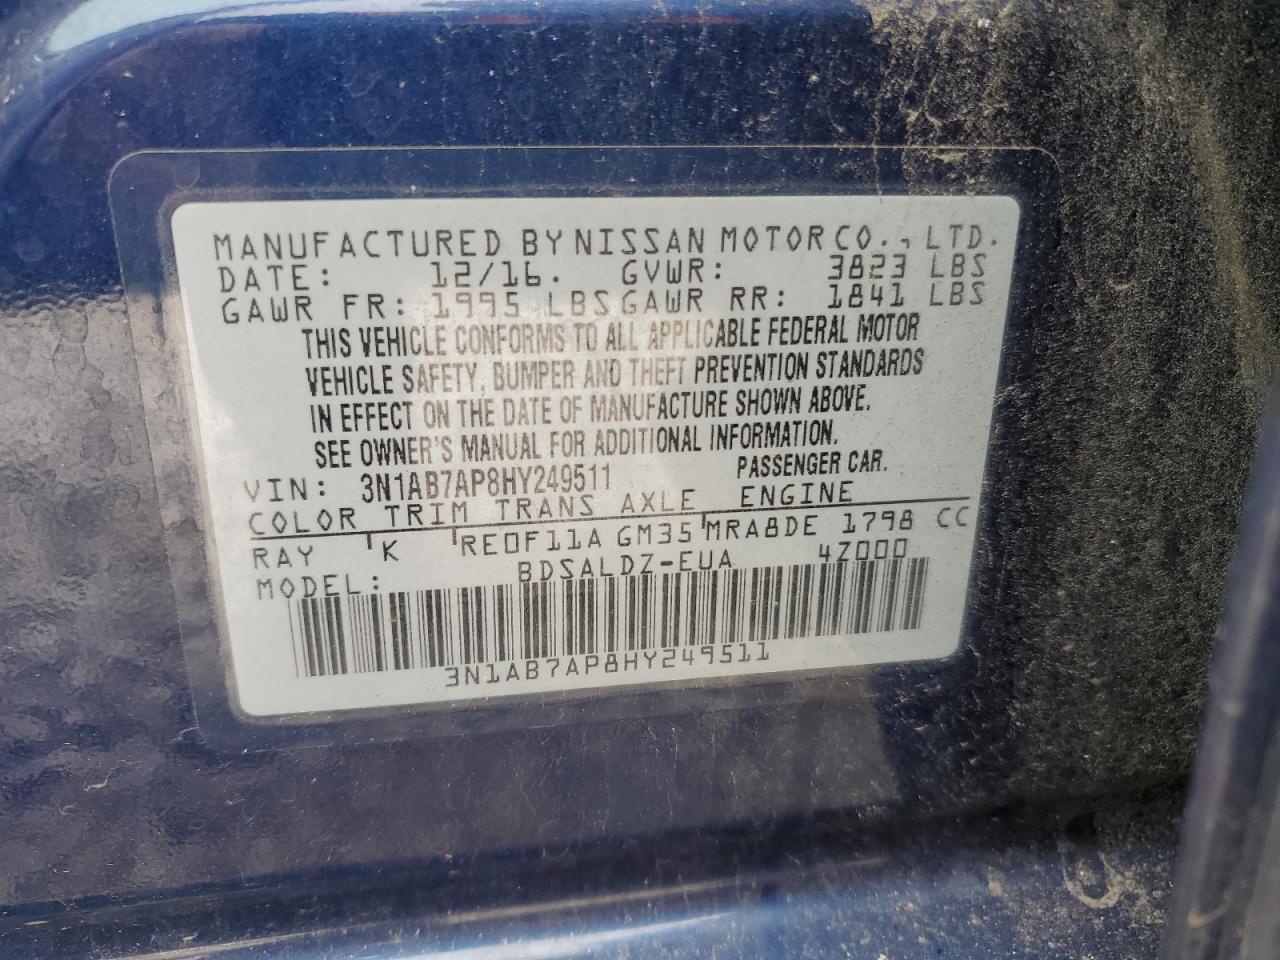 MANUFACTURED BY NISSAN MOTOR CO., LTD.
DATE: 12/16. GVWR: 3823 LBS
GAWR FR: 1995 LBS GAWR RR: 1841 LBS
THIS VEHICLE CONFORMS TO ALL APPLICABLE FEDERAL MOTOR
VEHICLE SAFETY, BUMPER AND THEFT PREVENTION STANDARDS
IN EFFECT ON THE DATE OF MANUFACTURE SHOWN ABOVE.
SEE OWNER'S MANUAL FOR ADDITIONAL INFORMATION.
VIN: 3N1AB7AP8HY249511 PASSENGER CAR.
COLOR TRIM TRANS AXLE ENGINE
RAY K RE0F11A GM35 MRA8DE 1798 CC
MODEL: BDSALDZ-EUA 4Z000
3N1AB7AP8HY249511